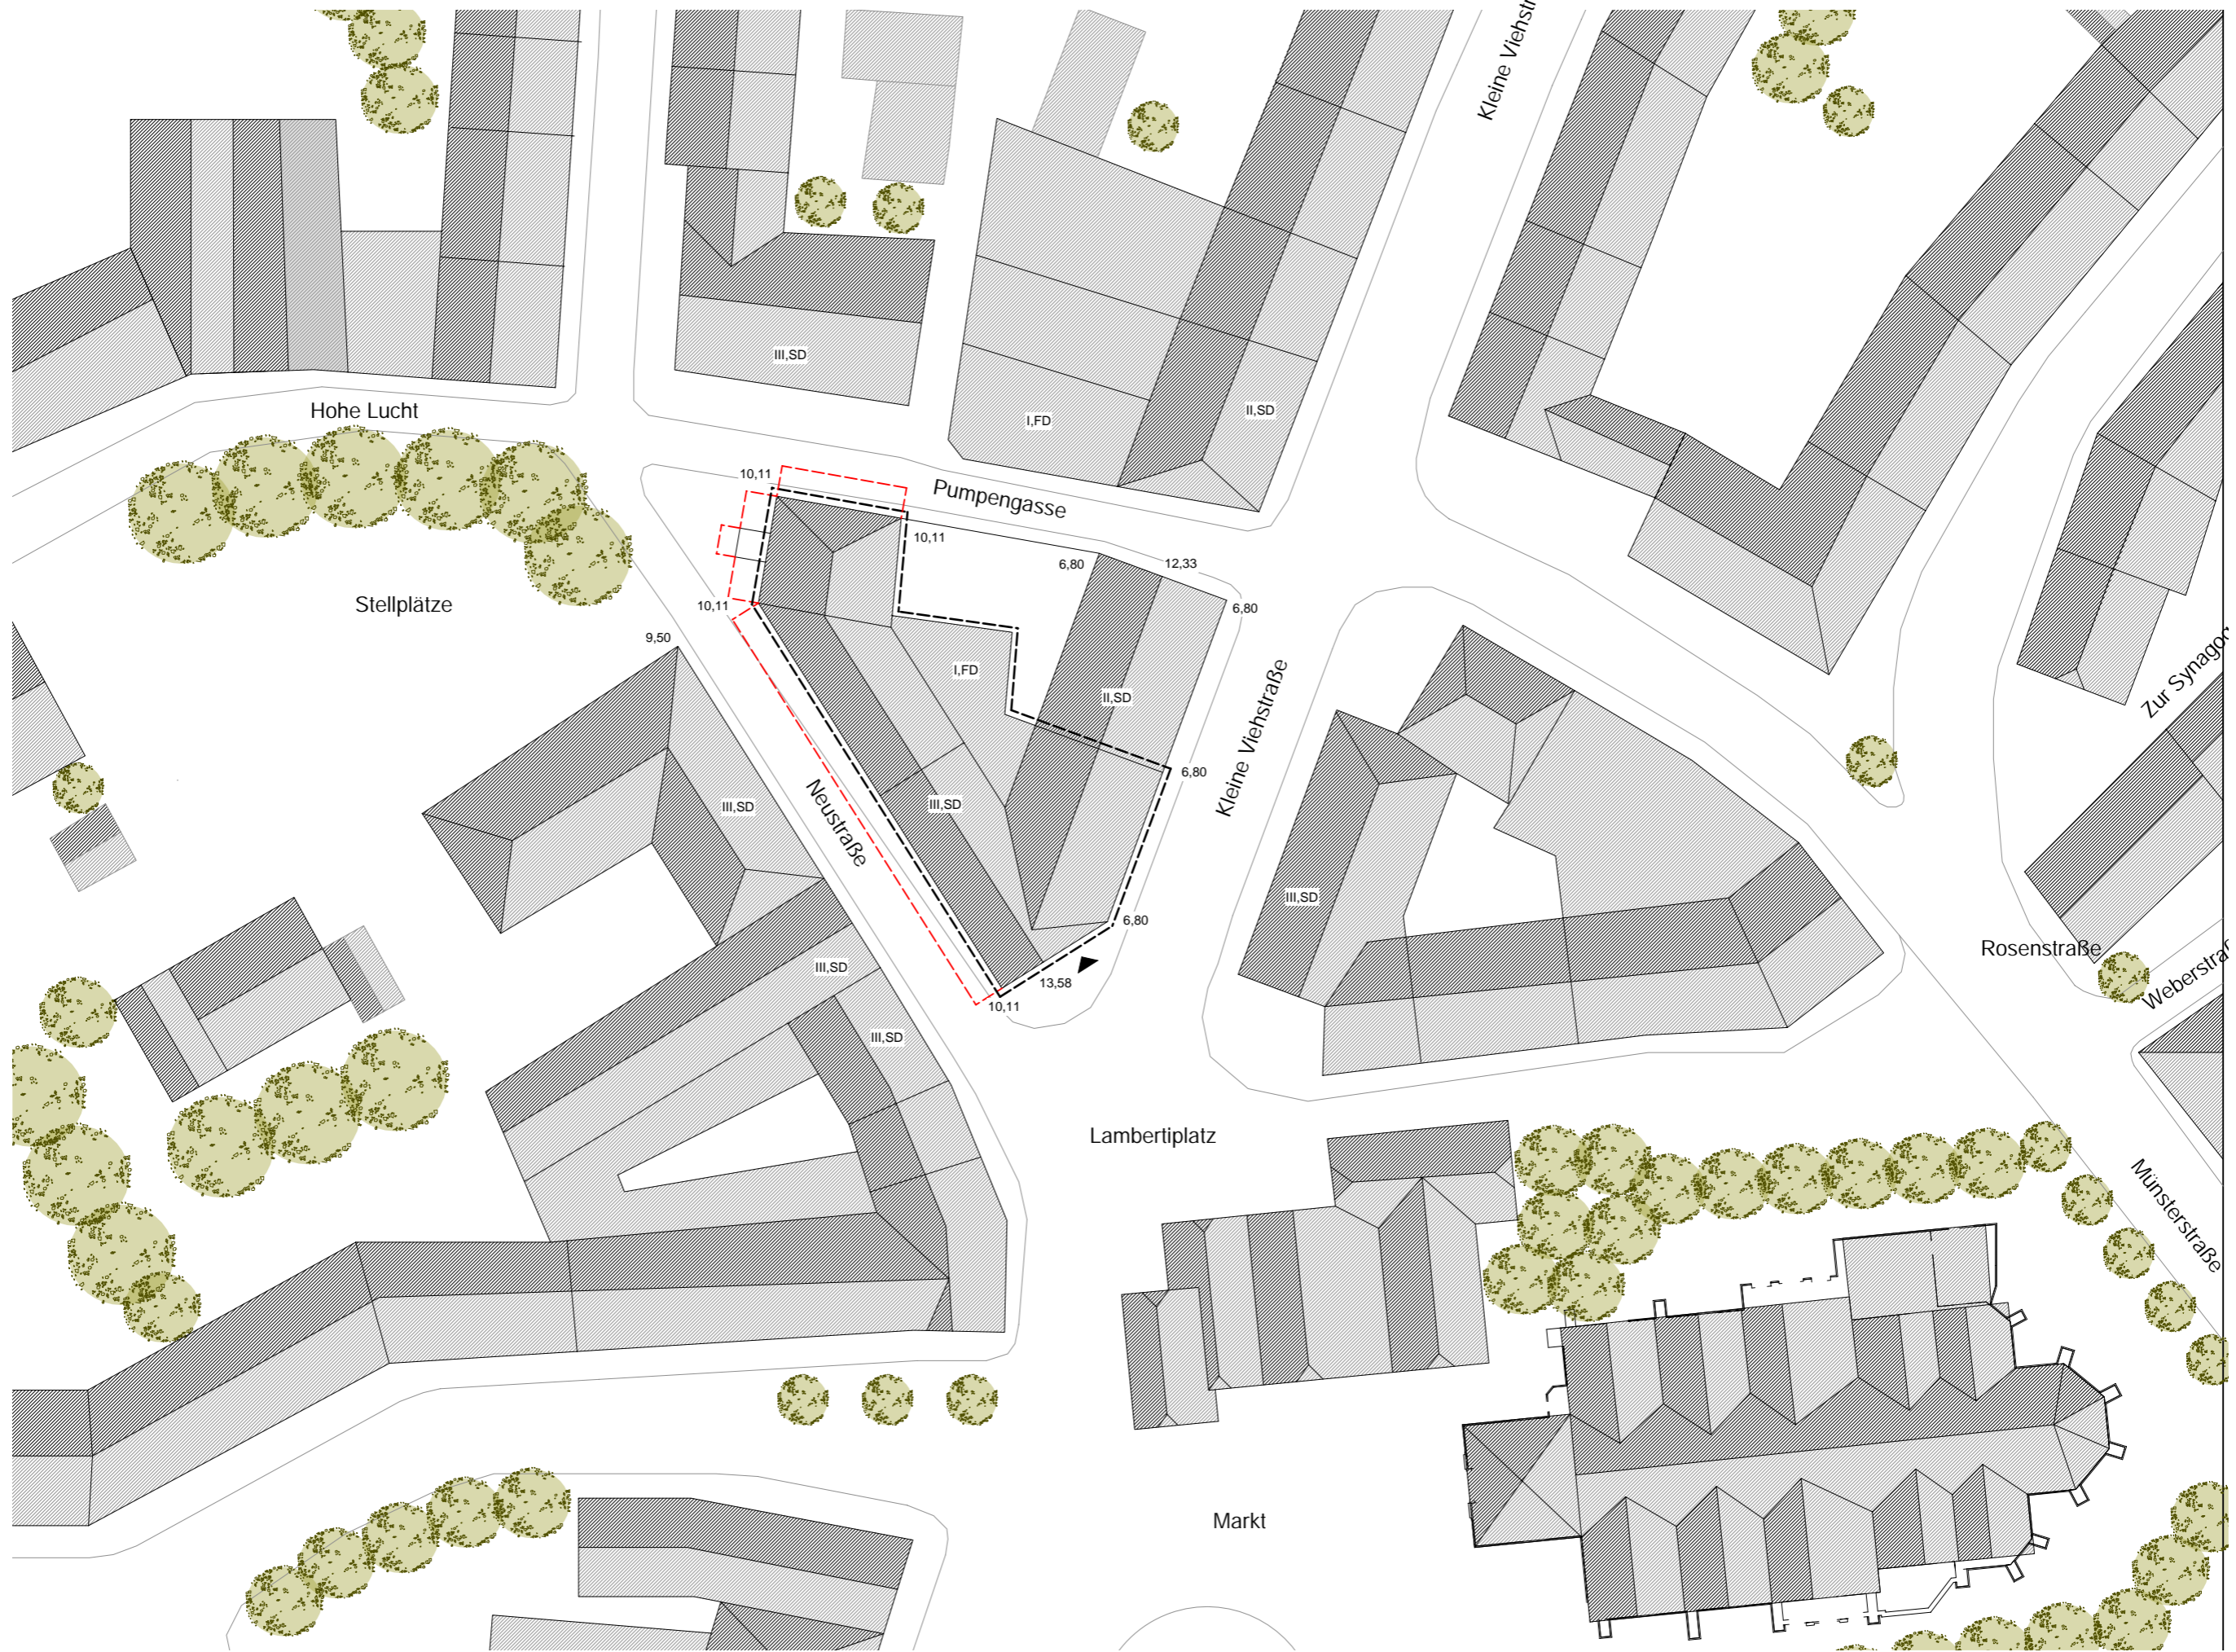 Kleine Viehstr
III,SD
Hohe Lucht
I,FD
II,SD
10,11
Pumpengasse
10,11
6,80
12,33
Stellplätze
10,11
6,80
9,50
I,FD
II,SD
Zur Synagog
Kleine Viehstraße
6,80
Neustraße
III,SD
III,SD
III,SD
6,80
Rosenstraße
III,SD
13,58
Weberstraß
10,11
III,SD
Lambertiplatz
Münsterstraße
Markt